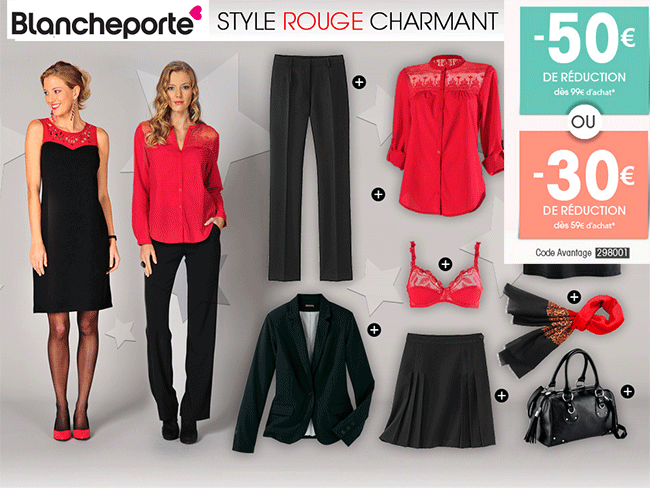 Blancheporte
STYLE ROUGE CHARMANT
-50€
DE RÉDUCTION
dès 99€ d'achat*
OU
-30€
DE RÉDUCTION
dès 59€ d'achat*
Code Avantage 298001